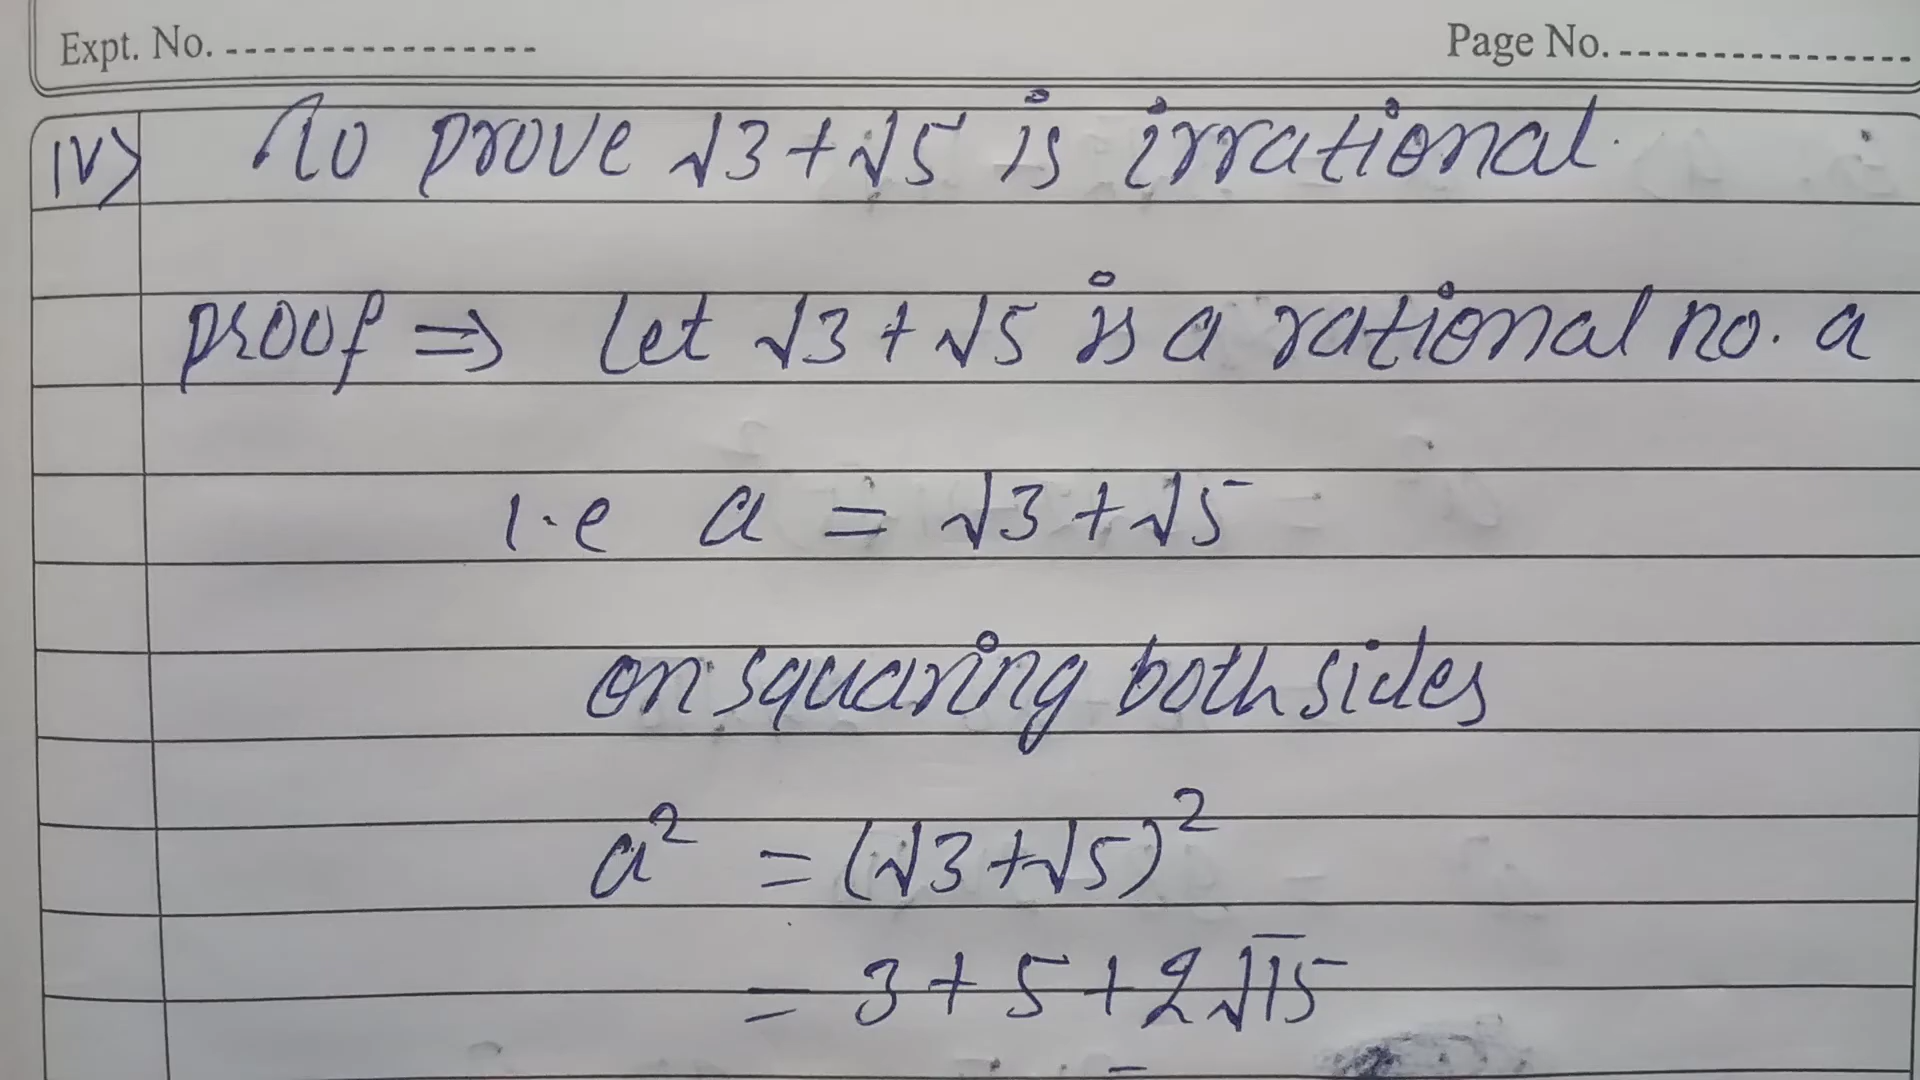 Expt. No. ----------------
Page No. ----------------
IV) To prove √3 + √5 is irrational.
proof ⇒ Let √3 + √5 is a rational no. a
i.e a = √3 + √5
on squaring both sides
a² = (√3 + √5)²
= 3 + 5 + 2√15